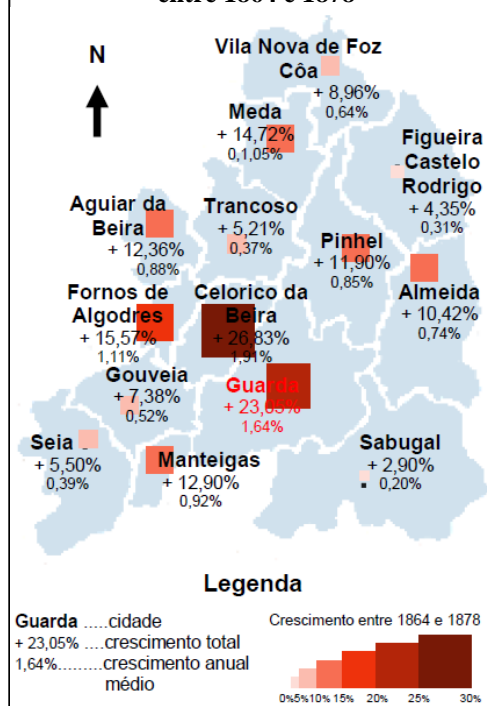 entre 1864 e 1878
N
Vila Nova de Foz
Côa
+ 8,96%
0,64%
Meda
+ 14,72%
0,1,05%
Figueira
Castelo
Rodrigo
+ 4,35%
0,31%
Aguiar da
Beira
+ 12,36%
0,88%
Trancoso
+ 5,21%
0,37%
Pinhel
+ 11,90%
0,85%
Almeida
+ 10,42%
0,74%
Fornos de
Algodres
+ 15,57%
1,11%
Celorico da
Beira
+ 26,83%
1,91%
Guarda
+ 23,05%
1,64%
Gouveia
+ 7,38%
0,52%
Seia
+ 5,50%
0,39%
Manteigas
+ 12,90%
0,92%
Sabugal
+ 2,90%
0,20%
Legenda
Guarda .....cidade
+ 23,05% ....crescimento total
1,64%.........crescimento anual
médio
Crescimento entre 1864 e 1878
0%5%10% 15% 20% 25% 30%